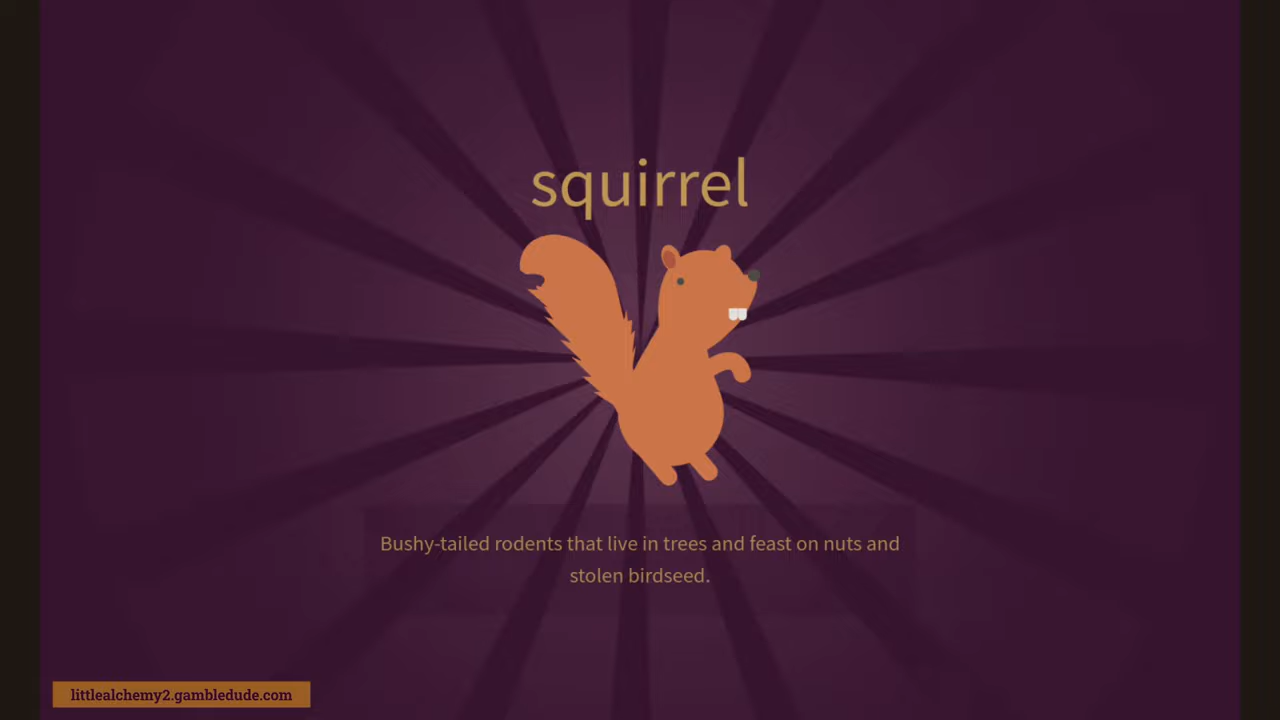 squirrel
Bushy-tailed rodents that live in trees and feast on nuts and
stolen birdseed.
littlealchemy2.gambledude.com